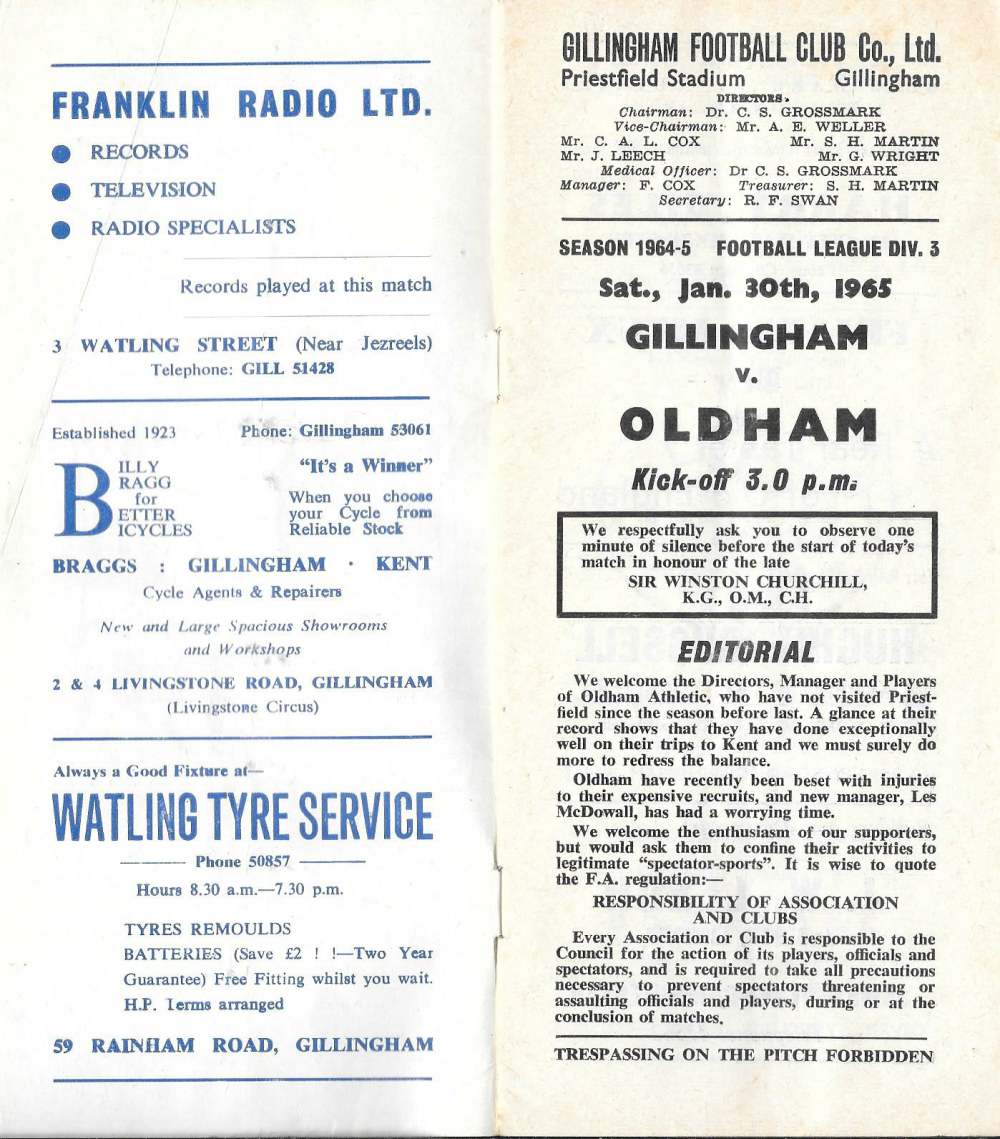 FRANKLIN RADIO LTD.
● RECORDS
● TELEVISION
● RADIO SPECIALISTS
Records played at this match
3 WATLING STREET (Near Jezreels)
Telephone: GILL 51428
Established 1923 Phone: Gillingham 53061
BILLY
BRAGG
for
BETTER
BICYCLES
"It's a Winner"
When you choose
your Cycle from
Reliable Stock
BRAGGS : GILLINGHAM · KENT
Cycle Agents & Repairers
New and Large Spacious Showrooms
and Workshops
2 & 4 LIVINGSTONE ROAD, GILLINGHAM
(Livingstone Circus)
Always a Good Fixture at—
WATLING TYRE SERVICE
Phone 50857
Hours 8.30 a.m.—7.30 p.m.
TYRES REMOULDS
BATTERIES (Save £2 ! !—Two Year
Guarantee) Free Fitting whilst you wait.
H.P. Terms arranged
59 RAINHAM ROAD, GILLINGHAM
GILLINGHAM FOOTBALL CLUB Co., Ltd.
Priestfield Stadium Gillingham
DIRECTORS.
Chairman: Dr. C. S. GROSSMARK
Vice-Chairman: Mr. A. E. WELLER
Mr. C. A. L. COX Mr. S. H. MARTIN
Mr. J. LEECH Mr. G. WRIGHT
Medical Officer: Dr C. S. GROSSMARK
Manager: F. COX Treasurer: S. H. MARTIN
Secretary: R. F. SWAN
SEASON 1964-5 FOOTBALL LEAGUE DIV. 3
Sat., Jan. 30th, 1965
GILLINGHAM
v.
OLDHAM
Kick-off 3.0 p.m.
We respectfully ask you to observe one
minute of silence before the start of today's
match in honour of the late
SIR WINSTON CHURCHILL,
K.G., O.M., C.H.
EDITORIAL
We welcome the Directors, Manager and Players
of Oldham Athletic, who have not visited Priest-
field since the season before last. A glance at their
record shows that they have done exceptionally
well on their trips to Kent and we must surely do
more to redress the balance.
Oldham have recently been beset with injuries
to their expensive recruits, and new manager, Les
McDowall, has had a worrying time.
We welcome the enthusiasm of our supporters,
but would ask them to confine their activities to
legitimate "spectator-sports". It is wise to quote
the F.A. regulation:—
RESPONSIBILITY OF ASSOCIATION
AND CLUBS
Every Association or Club is responsible to the
Council for the action of its players, officials and
spectators, and is required to take all precautions
necessary to prevent spectators threatening or
assaulting officials and players, during or at the
conclusion of matches.
TRESPASSING ON THE PITCH FORBIDDEN